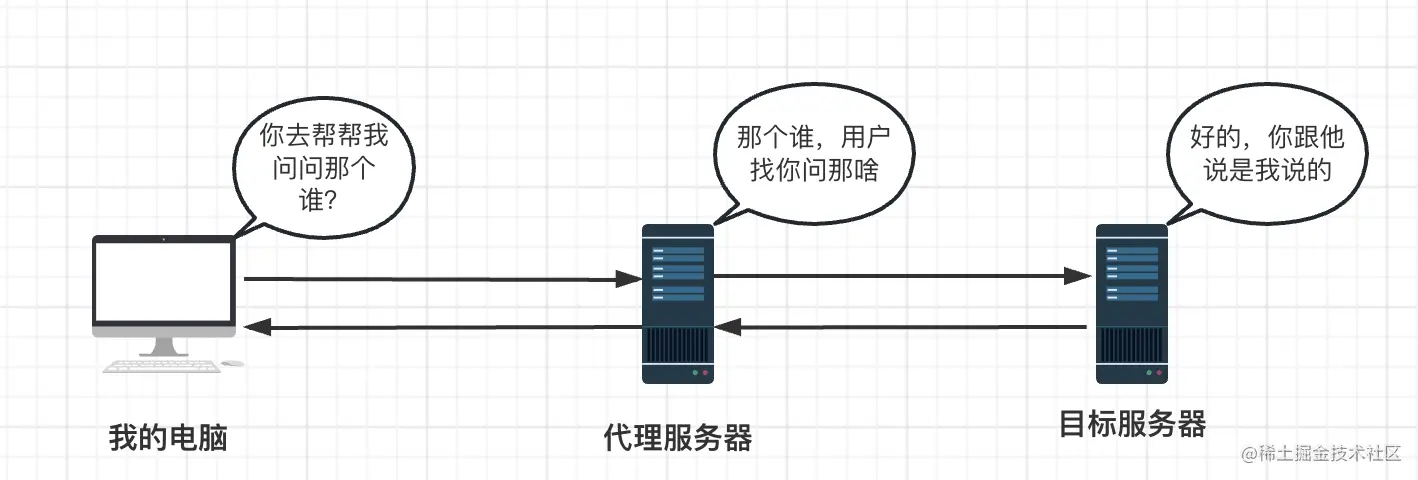 你去帮帮我
问问那个
谁？
那个谁，用户
找你问那啥
好的，你跟他
说是我说的
我的电脑
代理服务器
目标服务器
@稀土掘金技术社区